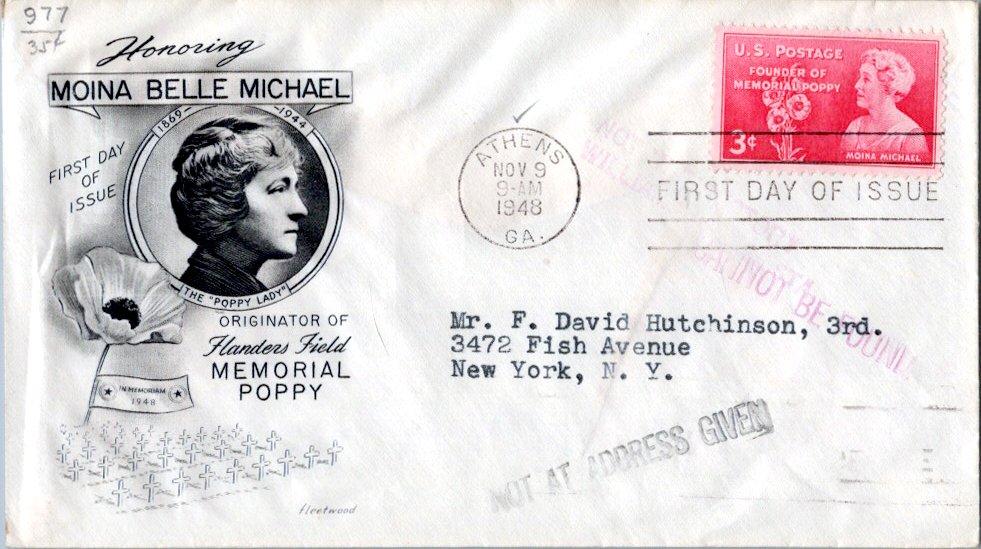 977
35¢
Honoring
MOINA BELLE MICHAEL
1869 1944
FIRST DAY
OF
ISSUE
THE "POPPY LADY"
ORIGINATOR OF
Flanders Field
MEMORIAL
POPPY
IN MEMORIAM
1948
fleetwood
ATHENS
NOV 9
9-AM
1948
GA.
U.S. POSTAGE
FOUNDER OF
MEMORIAL POPPY
3¢
MOINA MICHAEL
FIRST DAY OF ISSUE
CANNOT BE FOUND
Mr. F. David Hutchinson, 3rd.
3472 Fish Avenue
New York, N. Y.
NOT AT ADDRESS GIVEN